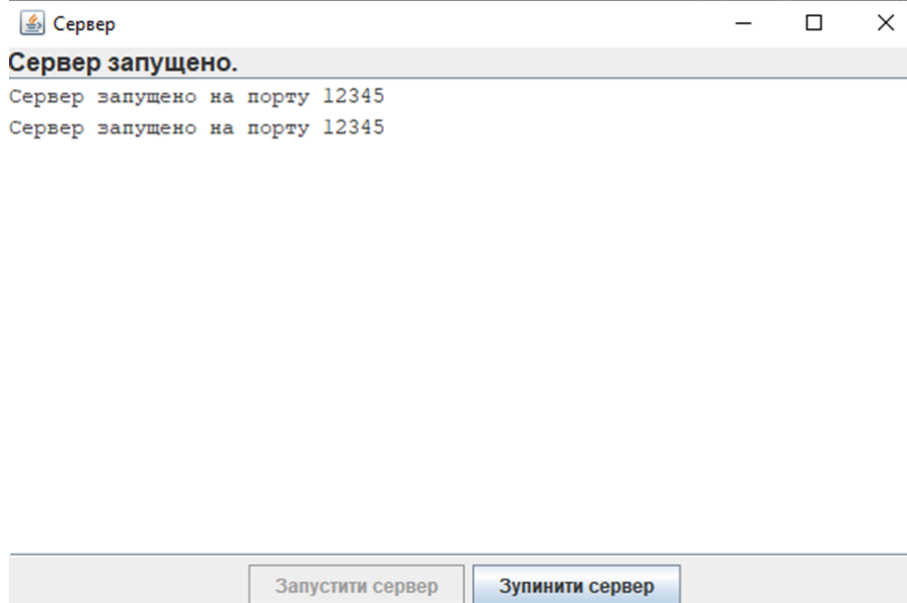 Сервер
Сервер запущено.
Сервер запущено на порту 12345
Сервер запущено на порту 12345
Запустити сервер Зупинити сервер